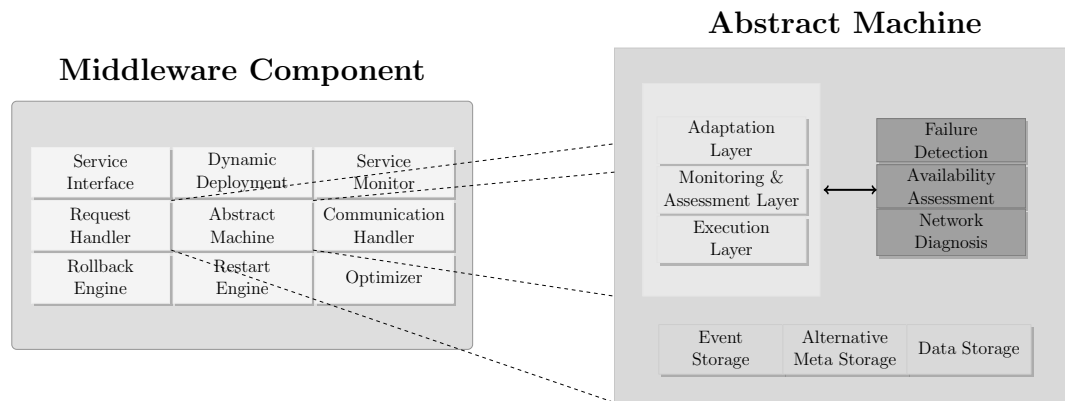 Abstract Machine
Middleware Component
Service
Interface
Dynamic
Deployment
Service
Monitor
Request
Handler
Abstract
Machine
Communication
Handler
Rollback
Engine
Restart
Engine
Optimizer
Adaptation
Layer
Monitoring &
Assessment Layer
Execution
Layer
Failure
Detection
Availability
Assessment
Network
Diagnosis
Event
Storage
Alternative
Meta Storage
Data Storage